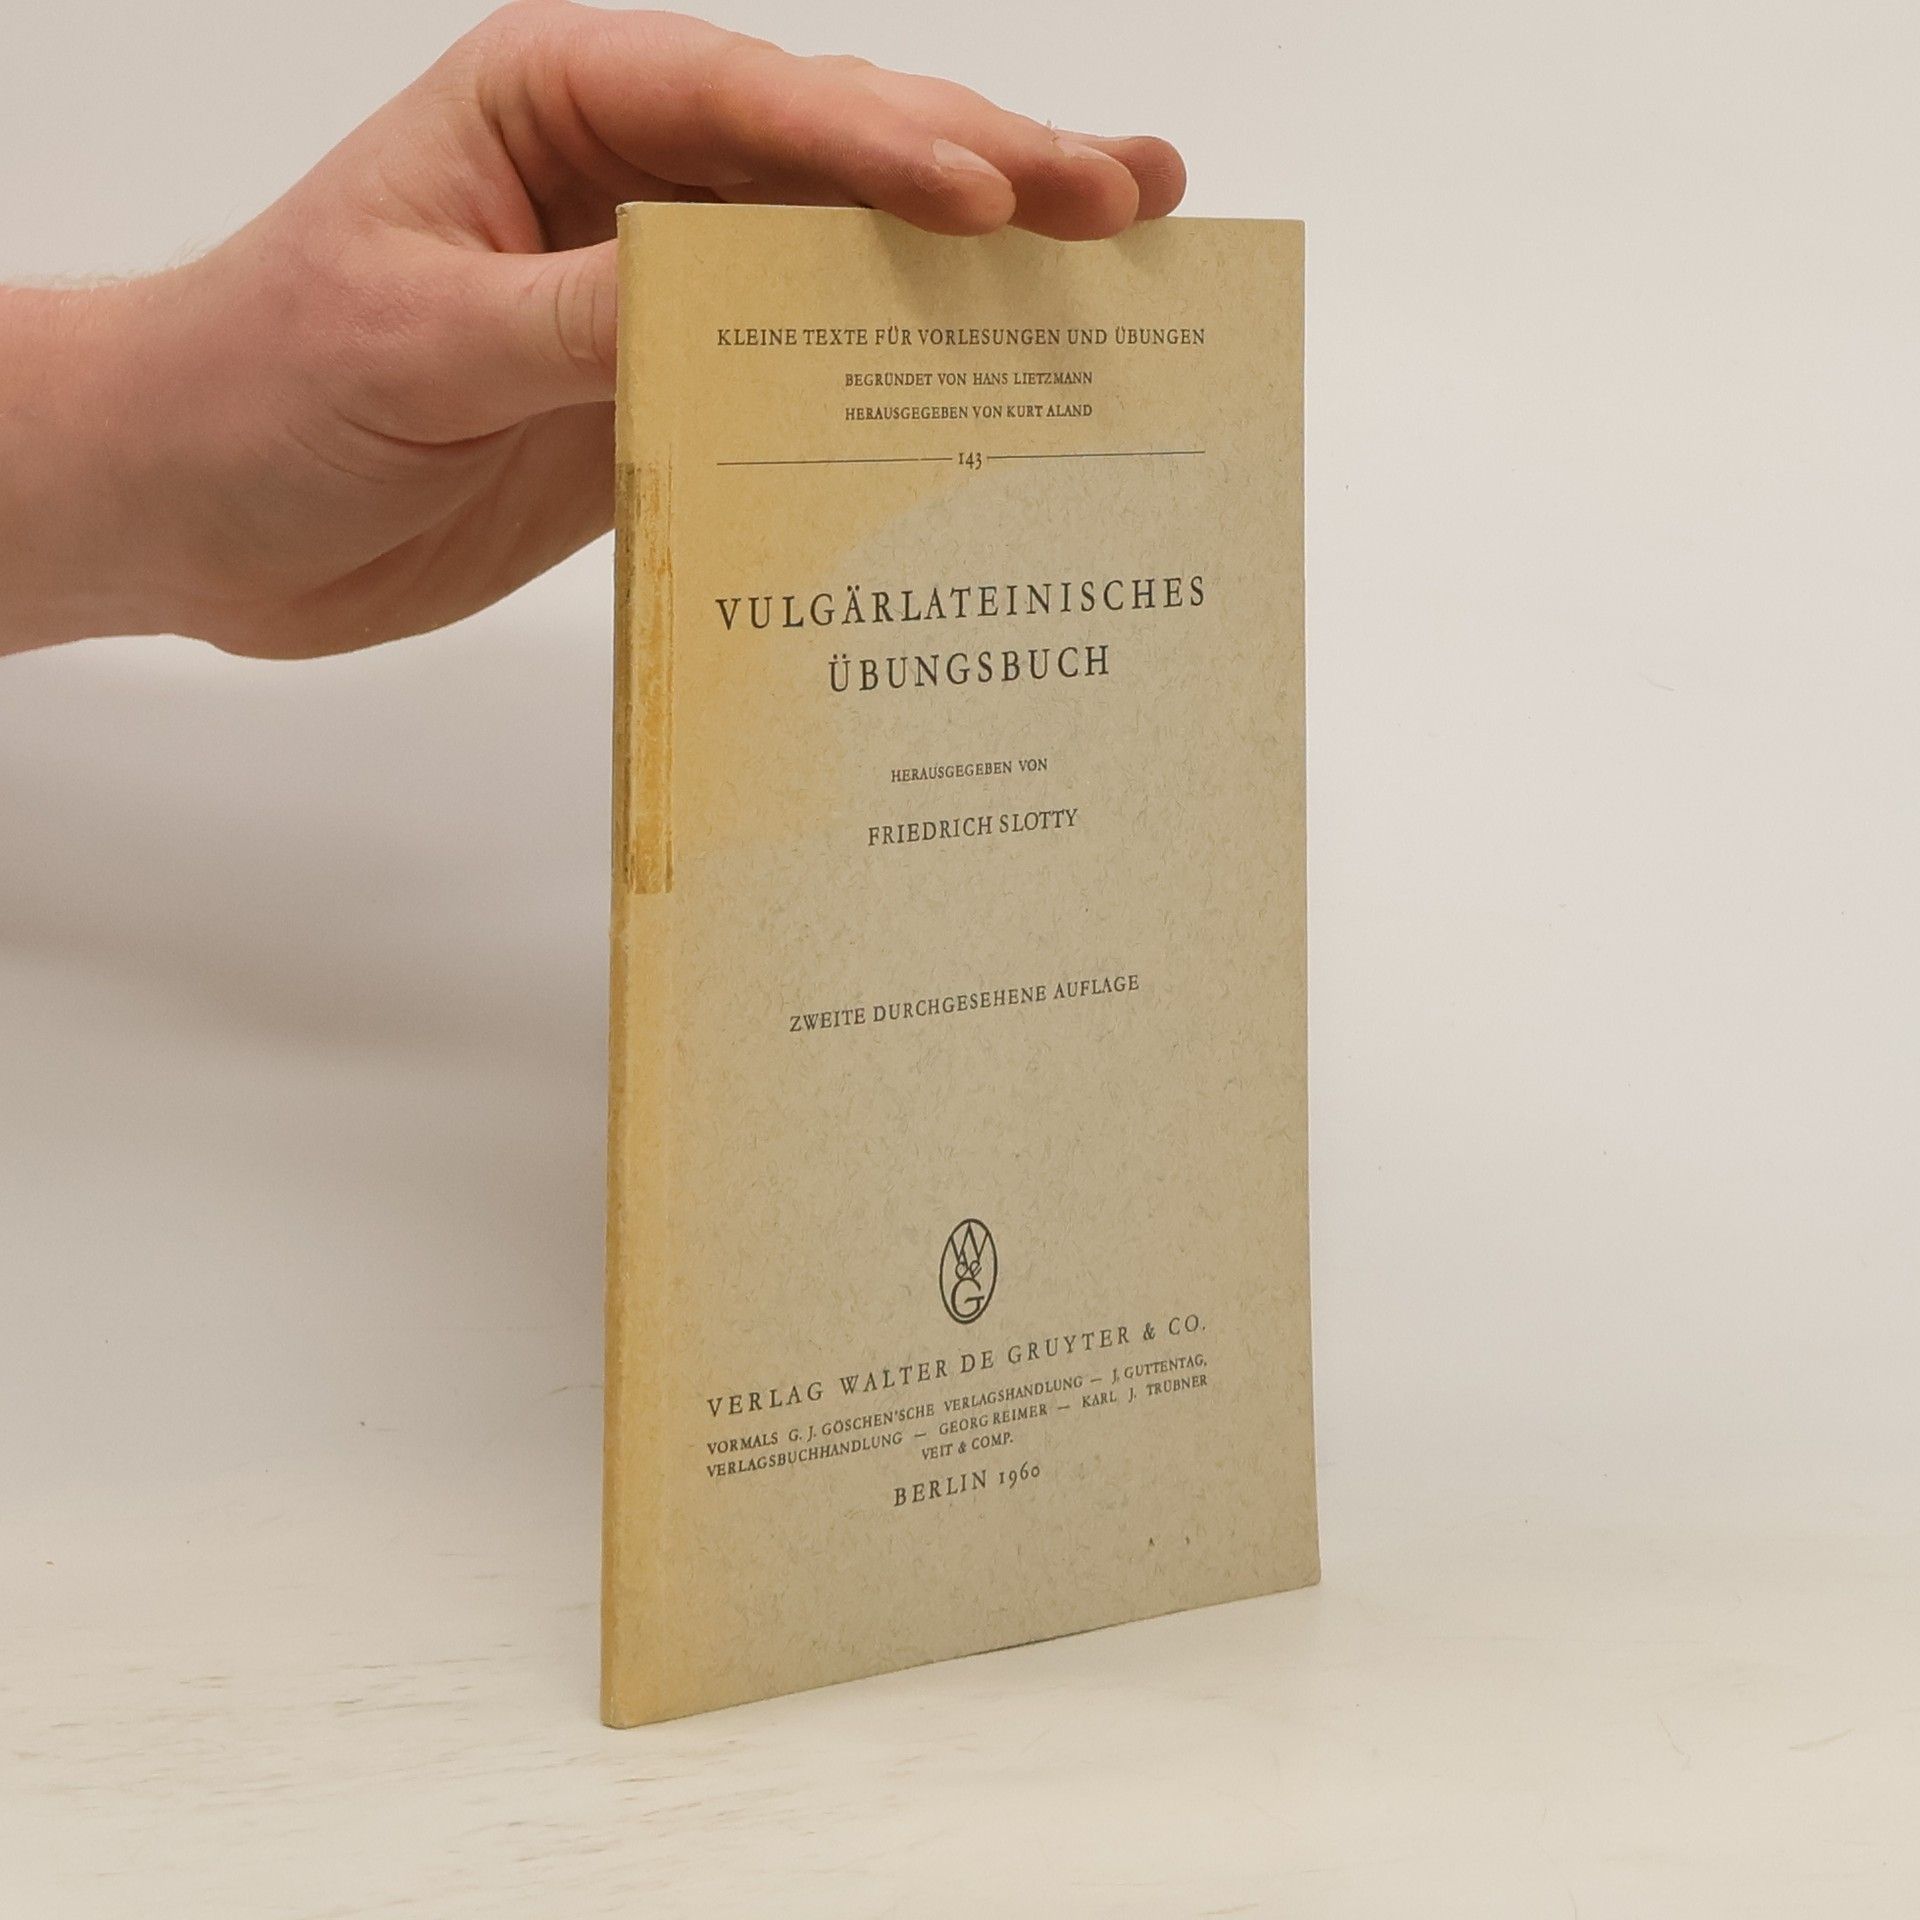 KLEINE TEXTE FÜR VORLESUNGEN UND ÜBUNGEN
BEGRÜNDET VON HANS LIETZMANN
HERAUSGEGEBEN VON KURT ALAND
143
VULGÄRLATEINISCHES
ÜBUNGSBUCH
HERAUSGEGEBEN VON
FRIEDRICH SLOTTY
ZWEITE DURCHGESEHENE AUFLAGE
W
de
G
VERLAG WALTER DE GRUYTER & CO.
VORMALS G. J. GÖSCHEN'SCHE VERLAGSHANDLUNG — J. GUTTENTAG,
VERLAGSBUCHHANDLUNG — GEORG REIMER — KARL J. TRÜBNER
VEIT & COMP.
BERLIN 1960